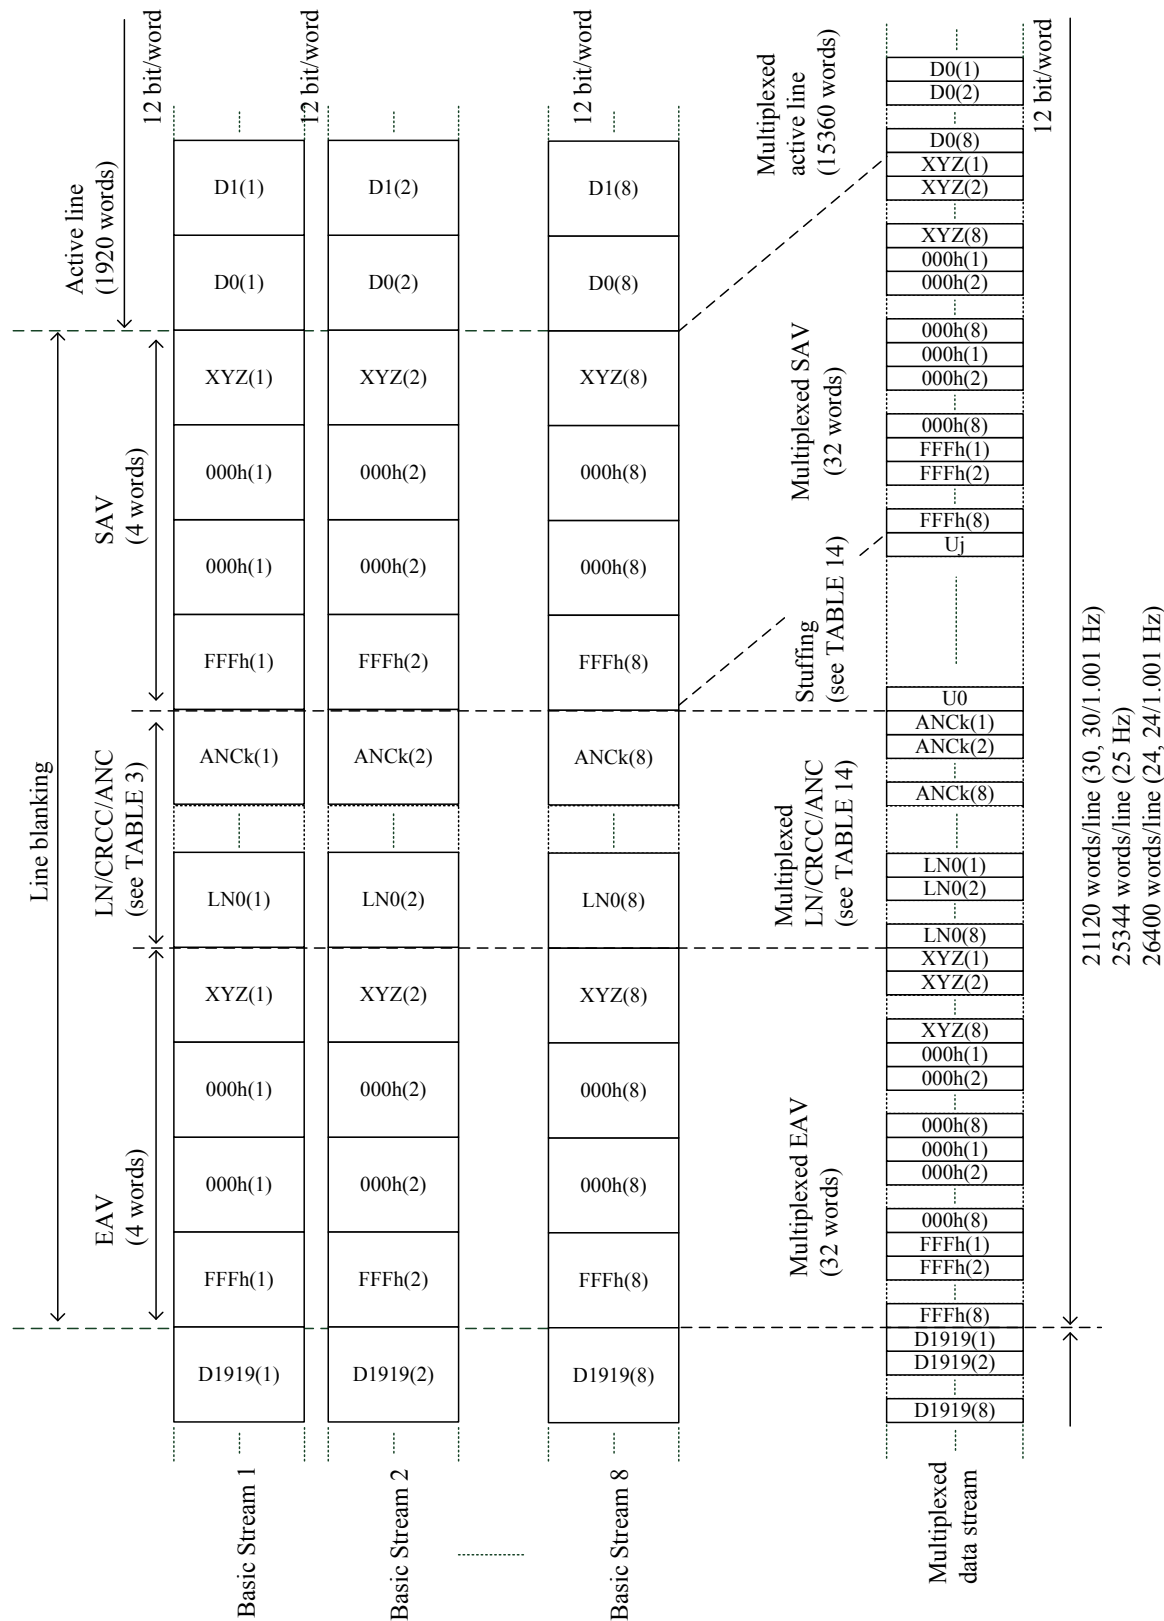 Line blanking
EAV
(4 words)
LN/CRCC/ANC
(see TABLE 3)
SAV
(4 words)
Active line
(1920 words)
Basic Stream 1
D1919(1)
FFFh(1)
000h(1)
000h(1)
XYZ(1)
LN0(1)
ANCk(1)
FFFh(1)
000h(1)
000h(1)
XYZ(1)
D0(1)
D1(1)
12 bit/word
Basic Stream 2
D1919(2)
FFFh(2)
000h(2)
000h(2)
XYZ(2)
LN0(2)
ANCk(2)
FFFh(2)
000h(2)
000h(2)
XYZ(2)
D0(2)
D1(2)
12 bit/word
Basic Stream 8
D1919(8)
FFFh(8)
000h(8)
000h(8)
XYZ(8)
LN0(8)
ANCk(8)
FFFh(8)
000h(8)
000h(8)
XYZ(8)
D0(8)
D1(8)
12 bit/word
Multiplexed EAV
(32 words)
Multiplexed
LN/CRCC/ANC
(see TABLE 14)
Stuffing
(see TABLE 14)
Multiplexed SAV
(32 words)
Multiplexed
active line
(15360 words)
Multiplexed
data stream
D1919(8)
D1919(2)
D1919(1)
FFFh(8)
FFFh(2)
FFFh(1)
000h(8)
000h(2)
000h(1)
000h(8)
000h(2)
000h(1)
XYZ(8)
XYZ(2)
XYZ(1)
LN0(8)
LN0(2)
LN0(1)
ANCk(8)
ANCk(2)
ANCk(1)
U0
Uj
FFFh(8)
FFFh(2)
FFFh(1)
000h(8)
000h(2)
000h(1)
000h(8)
000h(2)
000h(1)
XYZ(8)
XYZ(2)
XYZ(1)
D0(8)
D0(2)
D0(1)
12 bit/word
21120 words/line (30, 30/1.001 Hz)
25344 words/line (25 Hz)
26400 words/line (24, 24/1.001 Hz)